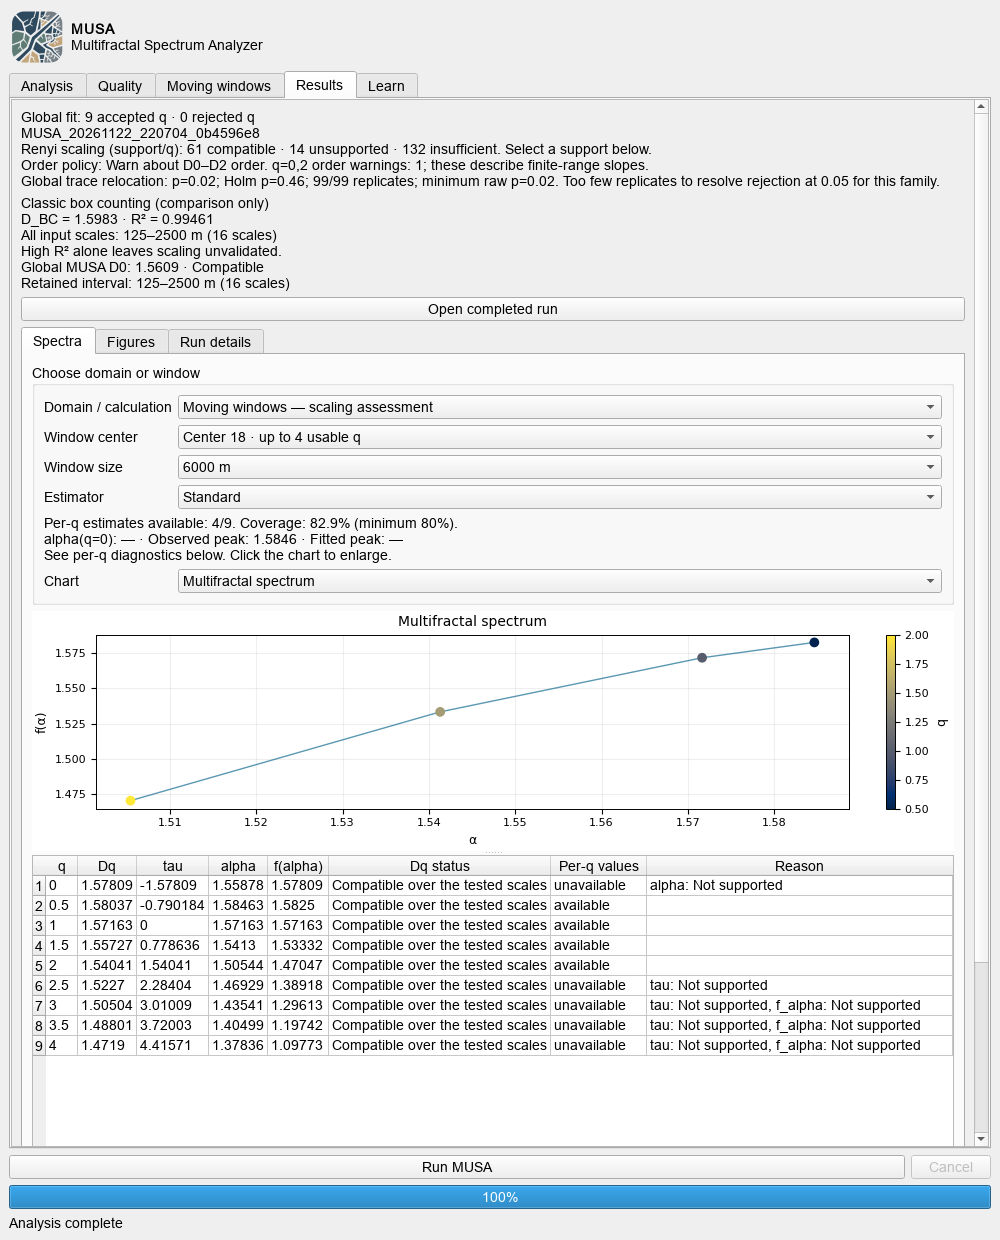 MUSA
Multifractal Spectrum Analyzer
Analysis Quality Moving windows Results Learn
Global fit: 9 accepted q · 0 rejected q
MUSA_20261122_220704_0b4596e8
Renyi scaling (support/q): 61 compatible · 14 unsupported · 132 insufficient. Select a support below.
Order policy: Warn about D0–D2 order. q=0,2 order warnings: 1; these describe finite-range slopes.
Global trace relocation: p=0.02; Holm p=0.46; 99/99 replicates; minimum raw p=0.02. Too few replicates to resolve rejection at 0.05 for this family.
Classic box counting (comparison only)
D_BC = 1.5983 · R² = 0.99461
All input scales: 125–2500 m (16 scales)
High R² alone leaves scaling unvalidated.
Global MUSA D0: 1.5609 · Compatible
Retained interval: 125–2500 m (16 scales)
Open completed run
Spectra Figures Run details
Choose domain or window
Domain / calculation Moving windows — scaling assessment
Window center Center 18 · up to 4 usable q
Window size 6000 m
Estimator Standard
Per-q estimates available: 4/9. Coverage: 82.9% (minimum 80%).
alpha(q=0): — · Observed peak: 1.5846 · Fitted peak: —
See per-q diagnostics below. Click the chart to enlarge.
Chart Multifractal spectrum
Multifractal spectrum
f(α)
1.575
1.550
1.525
1.500
1.475
1.51 1.52 1.53 1.54 1.55 1.56 1.57 1.58
α
2.00
1.75
1.50
1.25
1.00
0.75
0.50
q
q Dq tau alpha f(alpha) Dq status Per-q values Reason
1 0 1.57809 -1.57809 1.55878 1.57809 Compatible over the tested scales unavailable alpha: Not supported
2 0.5 1.58037 -0.790184 1.58463 1.5825 Compatible over the tested scales available
3 1 1.57163 0 1.57163 1.57163 Compatible over the tested scales available
4 1.5 1.55727 0.778636 1.5413 1.53332 Compatible over the tested scales available
5 2 1.54041 1.54041 1.50544 1.47047 Compatible over the tested scales available
6 2.5 1.5227 2.28404 1.46929 1.38918 Compatible over the tested scales unavailable tau: Not supported
7 3 1.50504 3.01009 1.43541 1.29613 Compatible over the tested scales unavailable tau: Not supported, f_alpha: Not supported
8 3.5 1.48801 3.72003 1.40499 1.19742 Compatible over the tested scales unavailable tau: Not supported, f_alpha: Not supported
9 4 1.4719 4.41571 1.37836 1.09773 Compatible over the tested scales unavailable tau: Not supported, f_alpha: Not supported
Run MUSA Cancel
100%
Analysis complete